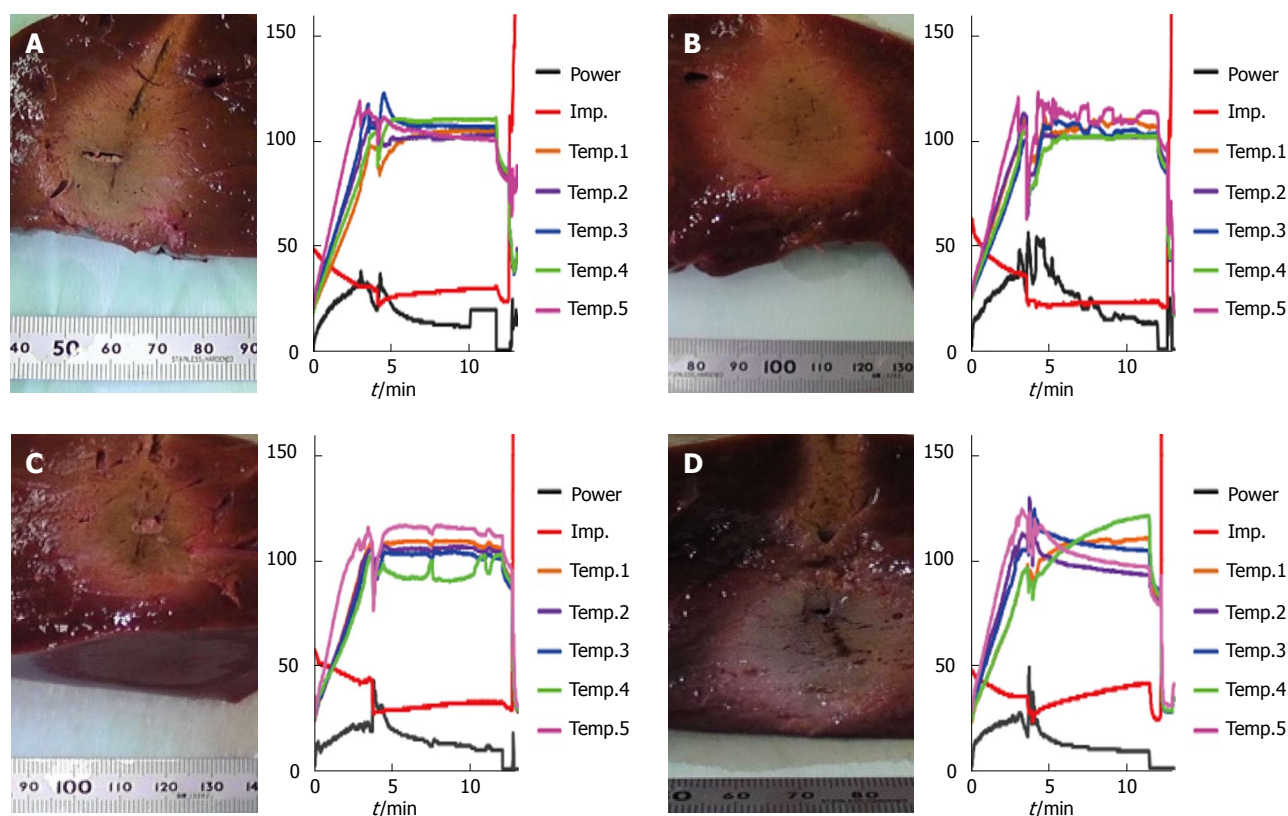 A
150
100
50
0
0
5
10
t/min
Power
Imp.
Temp.1
Temp.2
Temp.3
Temp.4
Temp.5
40 50 60 70 80 90
STAINLESS HARDENED
B
150
100
50
0
0
5
10
t/min
Power
Imp.
Temp.1
Temp.2
Temp.3
Temp.4
Temp.5
80 90 100 110 120 130
C
150
100
50
0
0
5
10
t/min
Power
Imp.
Temp.1
Temp.2
Temp.3
Temp.4
Temp.5
90 100 110 120 130
D
150
100
50
0
0
5
10
t/min
Power
Imp.
Temp.1
Temp.2
Temp.3
Temp.4
Temp.5
60 70 80